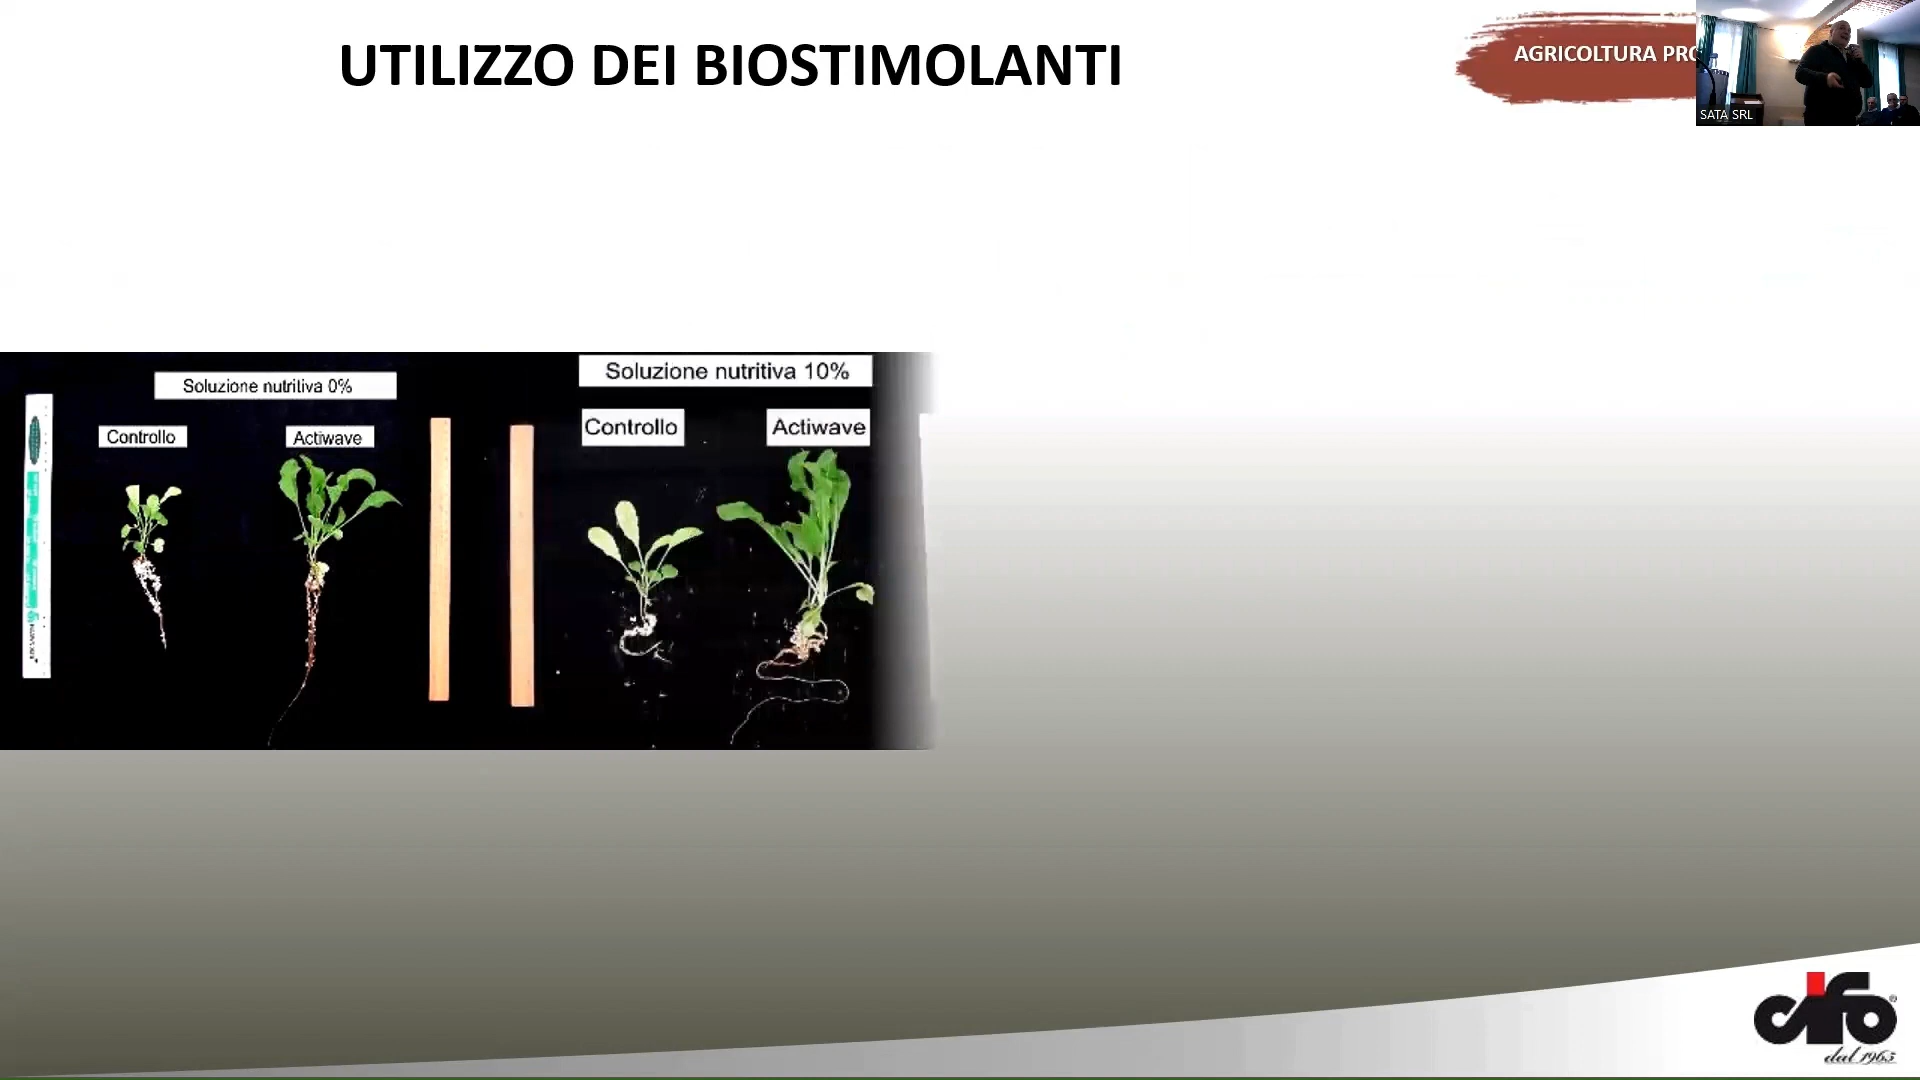 UTILIZZO DEI BIOSTIMOLANTI
AGRICOLTURA PRO
SATA SRL
Soluzione nutritiva 0%
Soluzione nutritiva 10%
Controllo
Actiwave
Controllo
Actiwave
cifo®
dal 1965